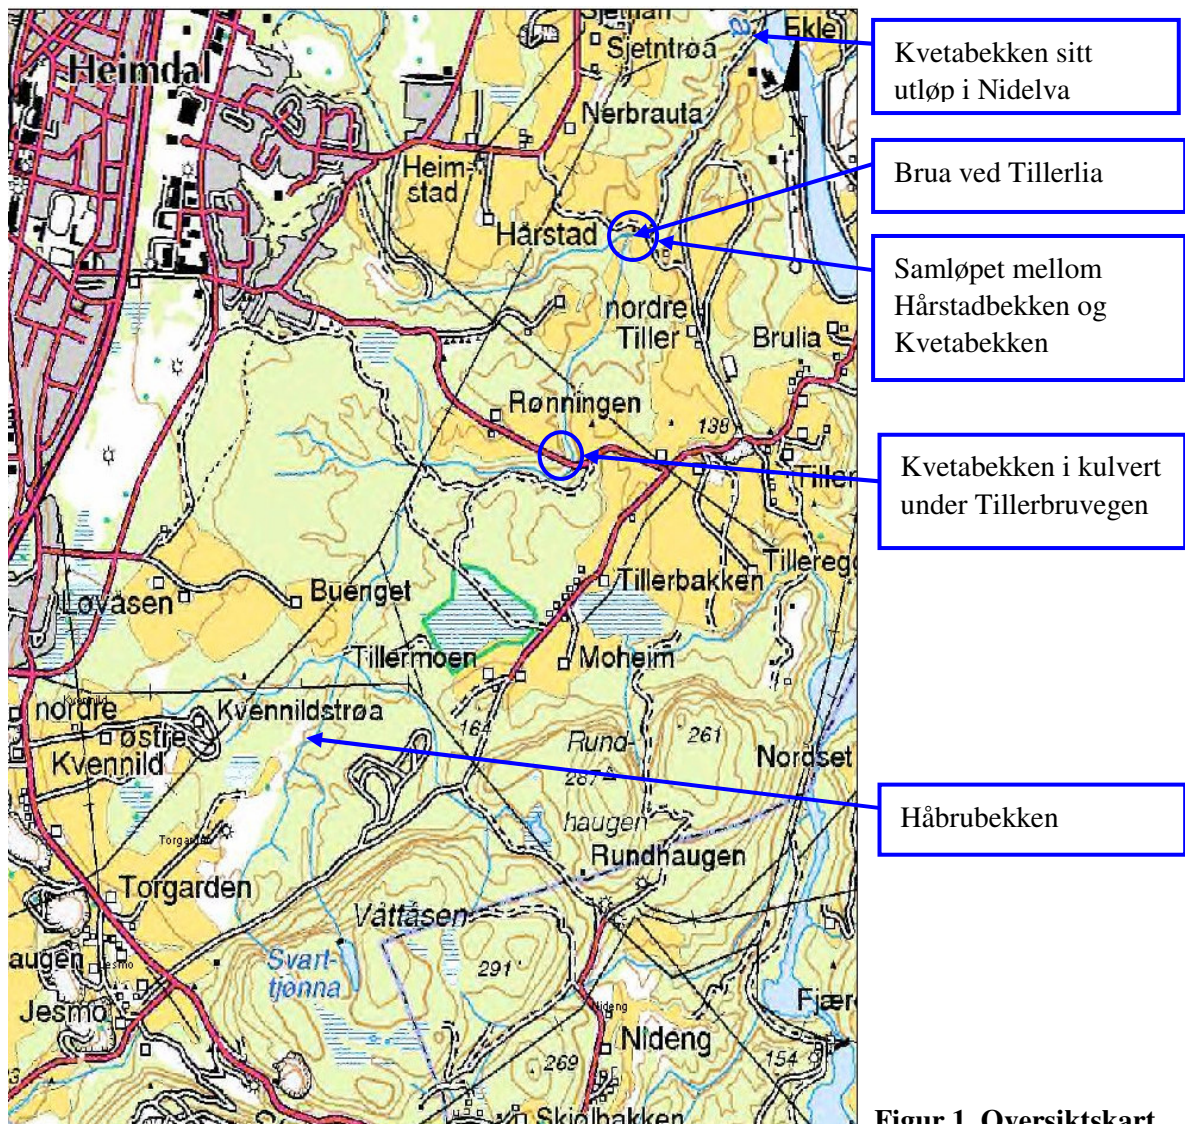 Sjetnan
Ekle
Sjetntrøa
Heimdal
Nerbrauta
N
Heim-
stad
Hårstad
nordre
Tiller
Brulia
Rønningen
138
Tiller
Tilleregg
Tillerbakken
Buenget
Løvåsen
Tillermoen
Moheim
Kvennild
nordre
østre
Kvennild
Kvennildstrøa
164
Rund-
287
haugen
261
Nordset
Torgarden
Rundhaugen
Torgarden
Våttåsen
augen
Jesmo
Svart-
tjønna
291
Jesmo
Fjær
Nideng
Nideng
269
154
Skjølbakken
Kvetabekken sitt
utløp i Nidelva
Brua ved Tillerlia
Samløpet mellom
Hårstadbekken og
Kvetabekken
Kvetabekken i kulvert
under Tillerbruvegen
Håbrubekken
Figur 1. Oversiktskart